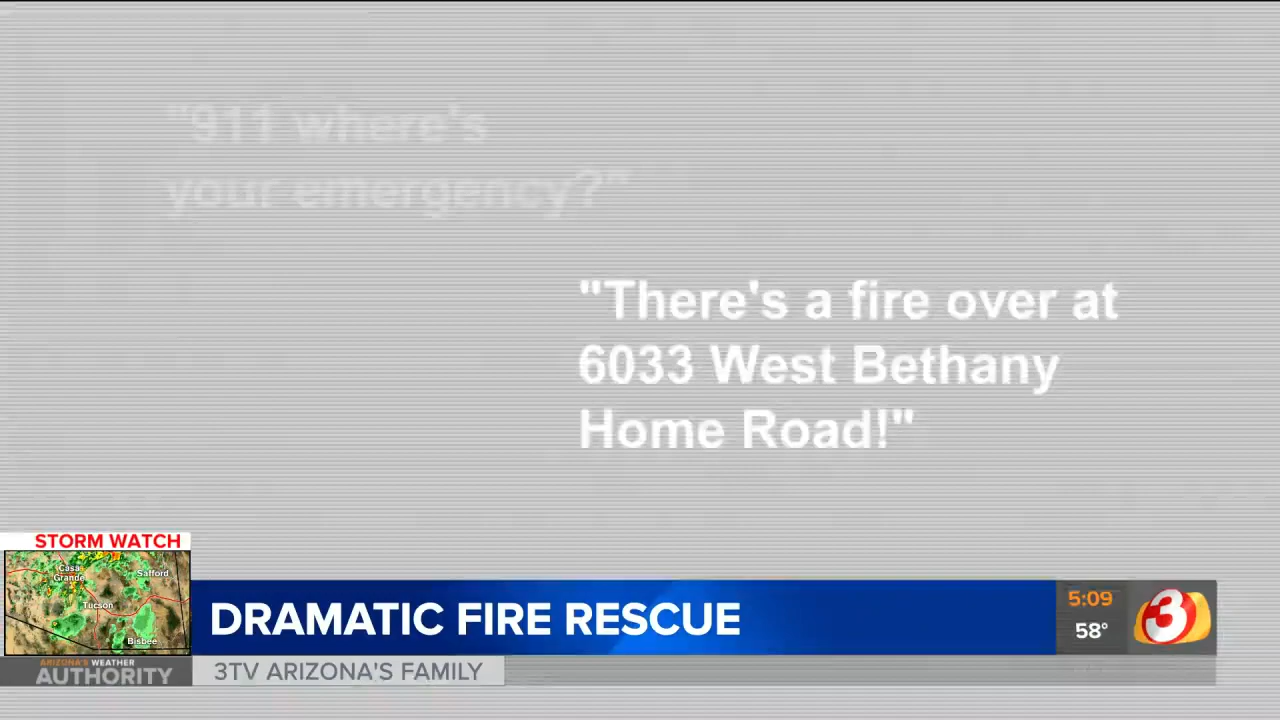 "911 where's
your emergency?"
"There's a fire over at
6033 West Bethany
Home Road!"
STORM WATCH
Casa
Grande
Safford
Tucson
Bisbee
DRAMATIC FIRE RESCUE
5:09
58°
3
ARIZONA'S WEATHER
AUTHORITY
3TV ARIZONA'S FAMILY